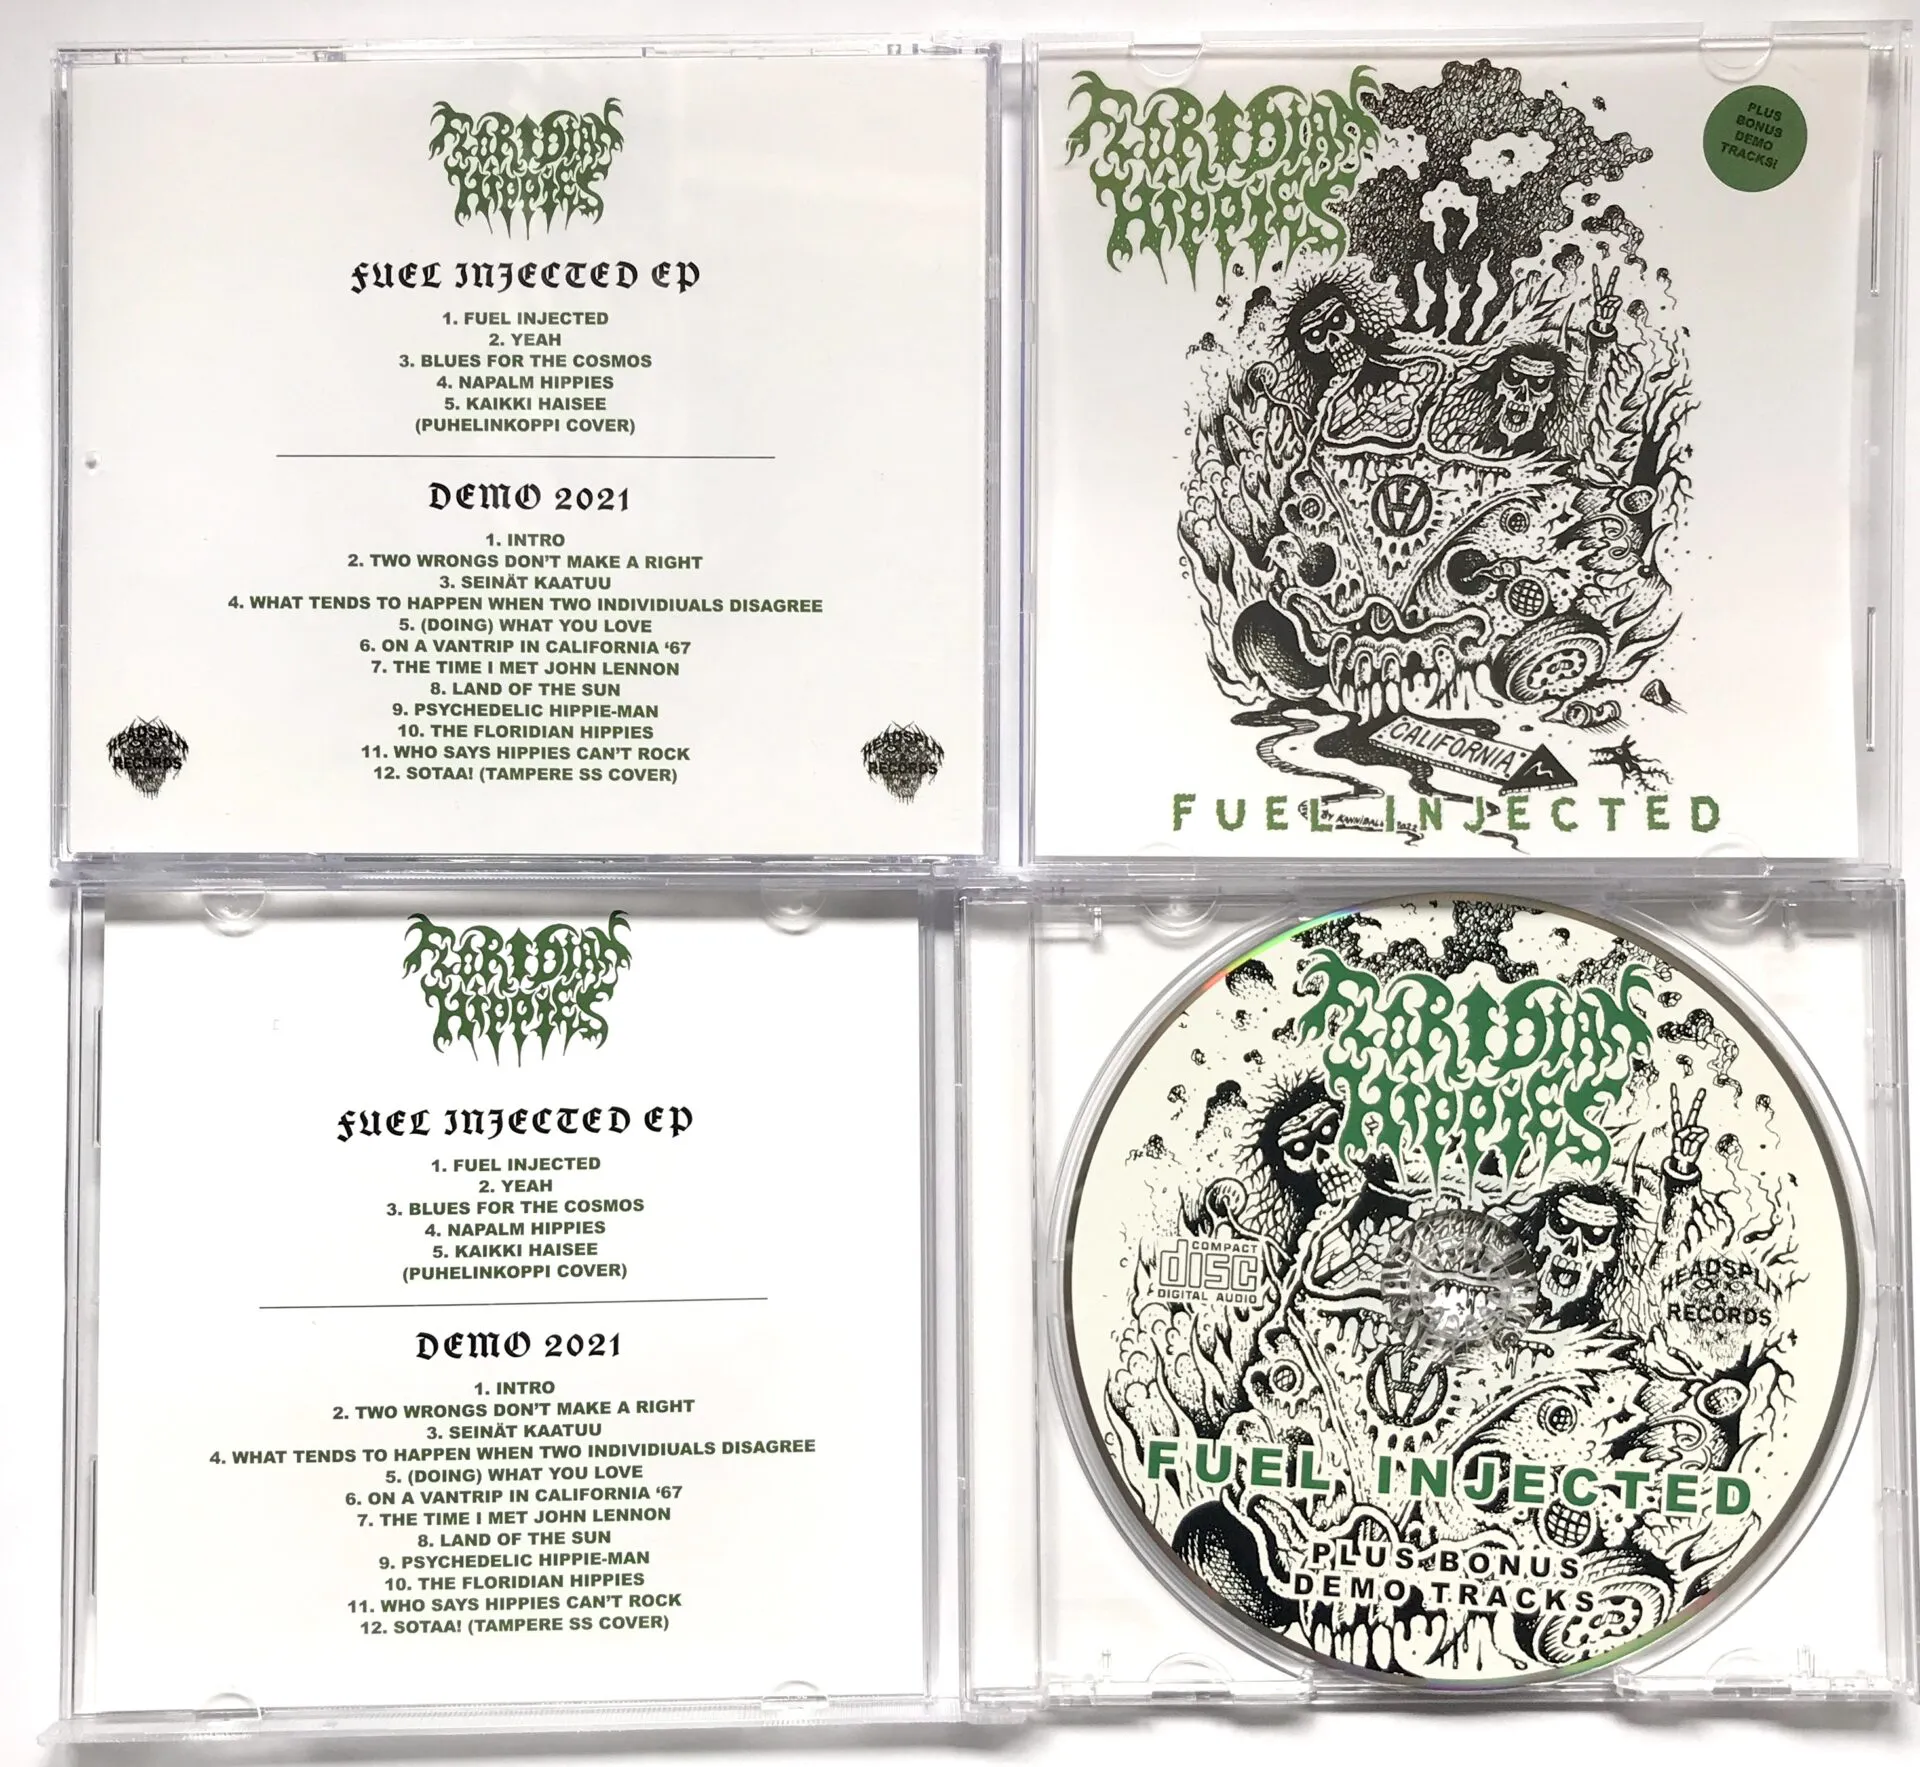 FLORIDIAN
HIPPIES
FUEL INJECTED EP
1. FUEL INJECTED
2. YEAH
3. BLUES FOR THE COSMOS
4. NAPALM HIPPIES
5. KAIKKI HAISEE
(PUHELINKOPPI COVER)
DEMO 2021
1. INTRO
2. TWO WRONGS DON'T MAKE A RIGHT
3. SEINÄT KAATUU
4. WHAT TENDS TO HAPPEN WHEN TWO INDIVIDIUALS DISAGREE
5. (DOING) WHAT YOU LOVE
6. ON A VANTRIP IN CALIFORNIA ‘67
7. THE TIME I MET JOHN LENNON
8. LAND OF THE SUN
9. PSYCHEDELIC HIPPIE-MAN
10. THE FLORIDIAN HIPPIES
11. WHO SAYS HIPPIES CAN'T ROCK
12. SOTAA! (TAMPERE SS COVER)
HEADSPLIT
RECORDS
HEADSPLIT
RECORDS
FLORIDIAN
HIPPIES
PLUS
BONUS
DEMO
TRACKS!
CALIFORNIA
FUEL INJECTED
BY KANNIBAL 2022
FLORIDIAN
HIPPIES
FUEL INJECTED EP
1. FUEL INJECTED
2. YEAH
3. BLUES FOR THE COSMOS
4. NAPALM HIPPIES
5. KAIKKI HAISEE
(PUHELINKOPPI COVER)
DEMO 2021
1. INTRO
2. TWO WRONGS DON'T MAKE A RIGHT
3. SEINÄT KAATUU
4. WHAT TENDS TO HAPPEN WHEN TWO INDIVIDIUALS DISAGREE
5. (DOING) WHAT YOU LOVE
6. ON A VANTRIP IN CALIFORNIA ‘67
7. THE TIME I MET JOHN LENNON
8. LAND OF THE SUN
9. PSYCHEDELIC HIPPIE-MAN
10. THE FLORIDIAN HIPPIES
11. WHO SAYS HIPPIES CAN'T ROCK
12. SOTAA! (TAMPERE SS COVER)
FLORIDIAN
HIPPIES
COMPACT
disc
DIGITAL AUDIO
HEADSPLIT
RECORDS
FUEL INJECTED
PLUS BONUS
DEMO TRACKS